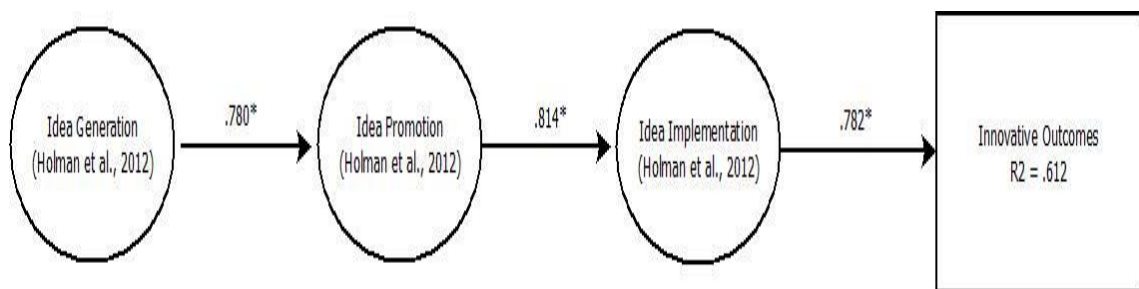 Idea Generation
(Holman et al., 2012)
.780*
Idea Promotion
(Holman et al., 2012)
.814*
Idea Implementation
(Holman et al., 2012)
.782*
Innovative Outcomes
R2 = .612